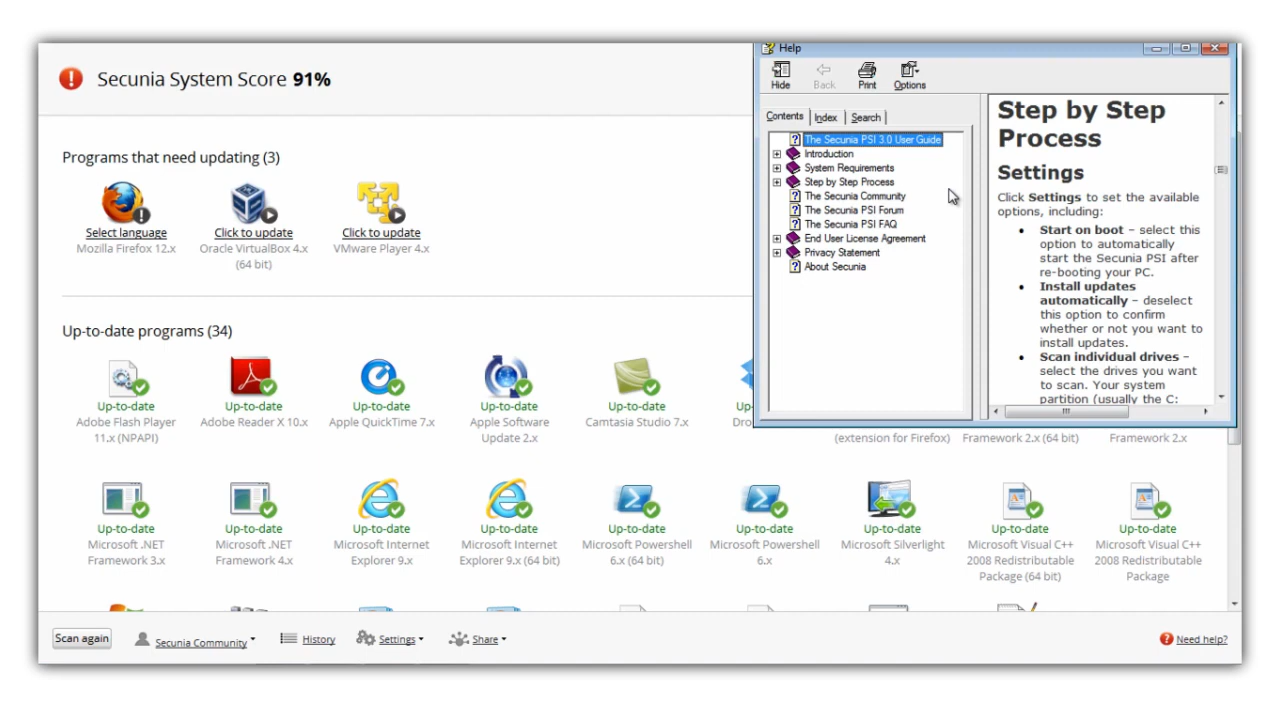 Secunia System Score 91%
Programs that need updating (3)
Select language
Mozilla Firefox 12.x
Click to update
Oracle VirtualBox 4.x
(64 bit)
Click to update
VMware Player 4.x
Up-to-date programs (34)
Up-to-date
Adobe Flash Player
11.x (NPAPI)
Up-to-date
Adobe Reader X 10.x
Up-to-date
Apple QuickTime 7.x
Up-to-date
Apple Software
Update 2.x
Up-to-date
Camtasia Studio 7.x
Up-
Dro
(extension for Firefox)
Framework 2.x (64 bit)
Framework 2.x
Up-to-date
Microsoft .NET
Framework 3.x
Up-to-date
Microsoft .NET
Framework 4.x
Up-to-date
Microsoft Internet
Explorer 9.x
Up-to-date
Microsoft Internet
Explorer 9.x (64 bit)
Up-to-date
Microsoft Powershell
6.x (64 bit)
Up-to-date
Microsoft Powershell
6.x
Up-to-date
Microsoft Silverlight
4.x
Up-to-date
Microsoft Visual C++
2008 Redistributable
Package (64 bit)
Up-to-date
Microsoft Visual C++
2008 Redistributable
Package
Scan again
Secunia Community
History
Settings
Share
Need help?
Help
Hide
Back
Print
Options
Contents
Index
Search
The Secunia PSI 3.0 User Guide
Introduction
System Requirements
Step by Step Process
The Secunia Community
The Secunia PSI Forum
The Secunia PSI FAQ
End User License Agreement
Privacy Statement
About Secunia
Step by Step
Process
Settings
Click Settings to set the available
options, including:
• Start on boot – select this
option to automatically
start the Secunia PSI after
re-booting your PC.
• Install updates
automatically – deselect
this option to confirm
whether or not you want to
install updates.
• Scan individual drives –
select the drives you want
to scan. Your system
partition (usually the C: